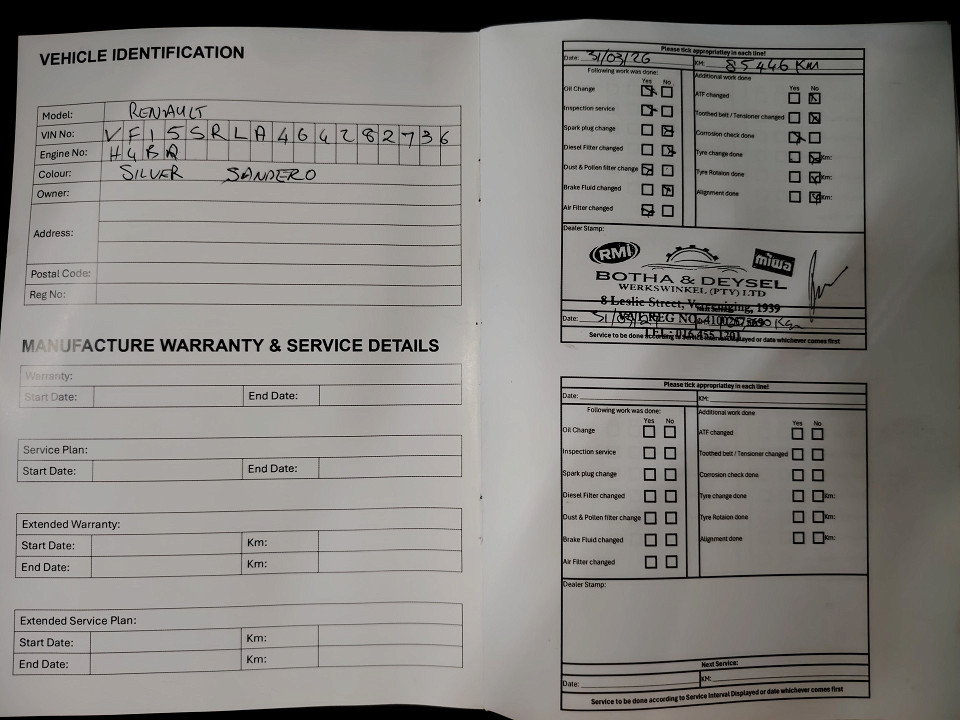 VEHICLE IDENTIFICATION
Model: RENAULT
VIN No: VF15SRLA464282736
Engine No: H4BA
Colour: SILVER SANDERO
Owner:
Address:
Postal Code:
Reg No:
MANUFACTURE WARRANTY & SERVICE DETAILS
Warranty:
Start Date: End Date:
Service Plan:
Start Date: End Date:
Extended Warranty:
Start Date: Km:
End Date: Km:
Extended Service Plan:
Start Date: Km:
End Date: Km:
Please tick appropriatley in each line!
Date: 31/03/26 KM: 85446 KM
Following work was done: Additional work done
Yes No Yes No
Oil Change ATF changed
Inspection service Toothed belt / Tensioner changed
Spark plug change Corrosion check done
Diesel Filter changed Tyre change done Km:
Dust & Pollen filter change Tyre Rotaion done Km:
Brake Fluid changed Alignment done Km:
Air Filter changed
Dealer Stamp:
RMI miwa
BOTHA & DEYSEL
WERKSWINKEL (PTY) LTD
8 Leslie Street, Vereeniging, 1939
Date:
TEL: 016 455 1201
Service to be done according to Service Interval Displayed or date whichever comes first
Please tick appropriatley in each line!
Date: KM:
Following work was done: Additional work done
Yes No Yes No
Oil Change ATF changed
Inspection service Toothed belt / Tensioner changed
Spark plug change Corrosion check done
Diesel Filter changed Tyre change done Km:
Dust & Pollen filter change Tyre Rotaion done Km:
Brake Fluid changed Alignment done Km:
Air Filter changed
Dealer Stamp:
Next Service:
Date: KM:
Service to be done according to Service Interval Displayed or date whichever comes first